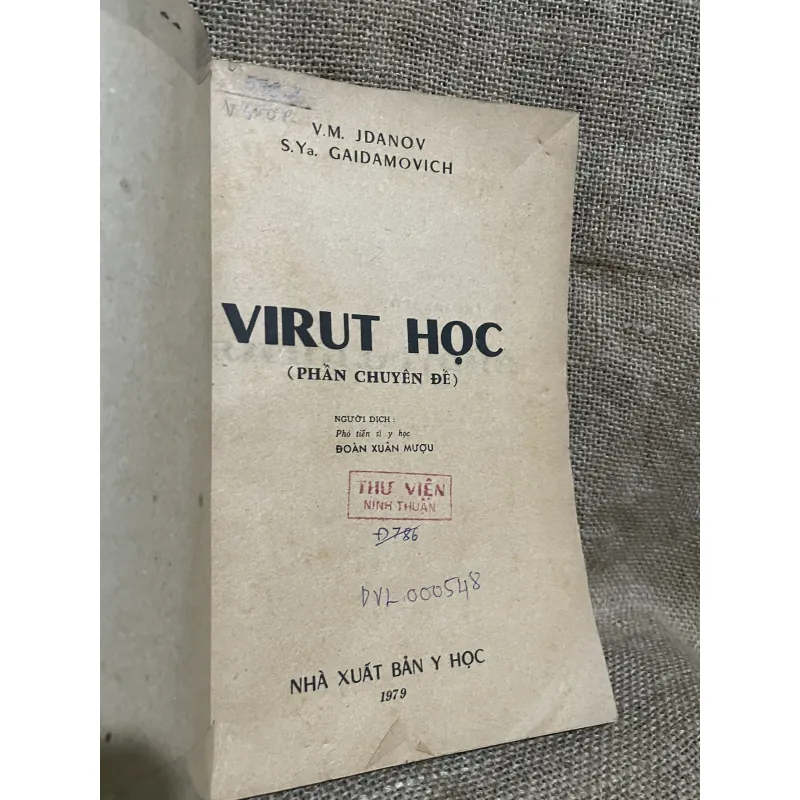 V.M. JDANOV
S.Ya. GAIDAMOVICH
VIRUT HỌC
(PHẦN CHUYÊN ĐỀ)
NGƯỜI DỊCH :
Phó tiến sĩ y học
ĐOÀN XUÂN MƯỢU
THƯ VIỆN
NINH THUẬN
Đ786
DVL.000548
NHÀ XUẤT BẢN Y HỌC
1979